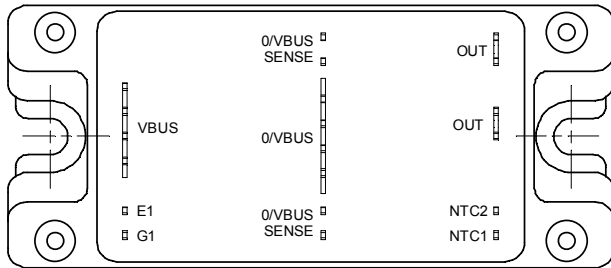 0/VBUS
SENSE
OUT
VBUS
0/VBUS
OUT
E1
G1
0/VBUS
SENSE
NTC2
NTC1